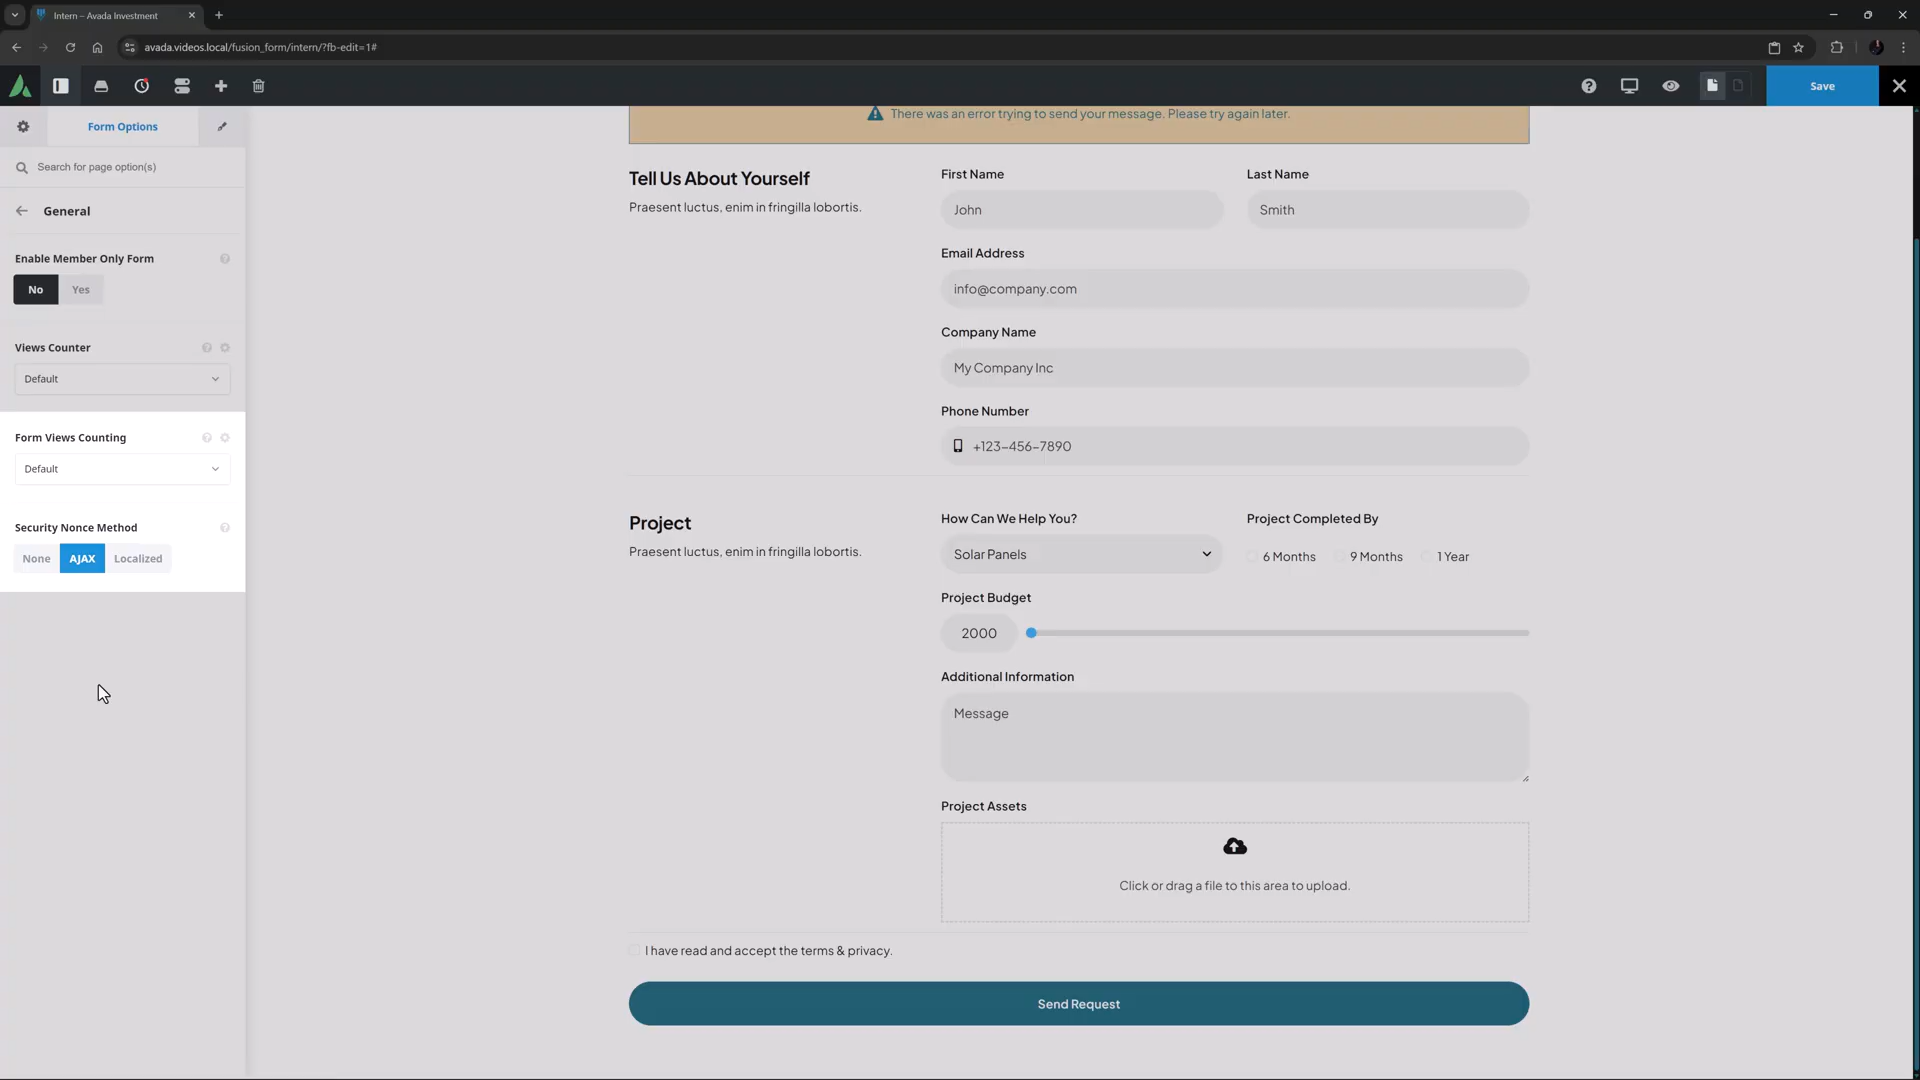 Intern – Avada Investment
avada.videos.local/fusion_form/intern/?fb-edit=1#
Save
Form Options
Search for page option(s)
General
Enable Member Only Form
No Yes
Views Counter
Default
Form Views Counting
Default
Security Nonce Method
None AJAX Localized
There was an error trying to send your message. Please try again later.
Tell Us About Yourself
Praesent luctus, enim in fringilla lobortis.
First Name Last Name
John Smith
Email Address
info@company.com
Company Name
My Company Inc
Phone Number
+123-456-7890
Project
Praesent luctus, enim in fringilla lobortis.
How Can We Help You? Project Completed By
Solar Panels 6 Months 9 Months 1 Year
Project Budget
2000
Additional Information
Message
Project Assets
Click or drag a file to this area to upload.
I have read and accept the terms & privacy.
Send Request